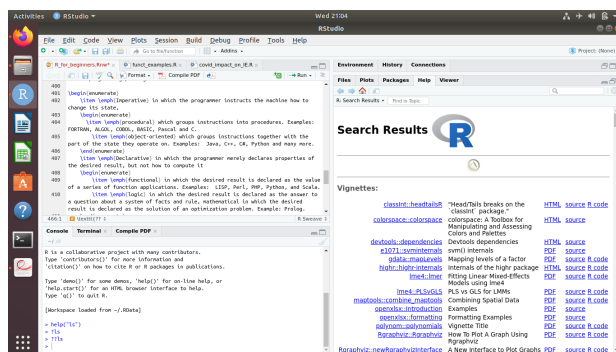 Activities
RStudio
Wed 21:04
RStudio
File Edit Code View Plots Session Build Debug Profile Tools Help
Go to file/function
Addins
Project: (None)
R_for_beginners.Rnw*
funct_examples.R
covid_impact_on_IE.R
Format
Compile PDF
Run
400
401 \begin{enumerate}
402 \item \emph{Imperative} in which the programmer instructs the machine how to
change its state,
403 \begin{enumerate}
404 \item \emph{procedural} which groups instructions into procedures. Examples:
FORTRAN, ALGOL, COBOL, BASIC, Pascal and C.
405 \item \emph{object-oriented} which groups instructions together with the
part of the state they operate on. Examples: Java, C++, C#, Python and many more.
406 \end{enumerate}
407 \item \emph{Declarative} in which the programmer merely declares properties of
the desired result, but not how to compute it
408 \begin{enumerate}
409 \item \emph{functional} in which the desired result is declared as the value
of a series of function applications. Examples: LISP, Perl, PHP, Python, and Scala.
410 \item \emph{logic} in which the desired result is declared as the answer to
a question about a system of facts and rule, mathematical in which the desired
result is declared as the solution of an optimization problem. Example: Prolog.
466:1
\texttt{??
R Sweave
Console Terminal Compile PDF
~/
R is a collaborative project with many contributors.
Type 'contributors()' for more information and
'citation()' on how to cite R or R packages in publications.
Type 'demo()' for some demos, 'help()' for on-line help, or
'help.start()' for an HTML browser interface to help.
Type 'q()' to quit R.
[Workspace loaded from ~/.RData]
> help("ls")
> ?ls
> ??ls
>
Environment History Connections
Files Plots Packages Help Viewer
R: Search Results
Find in Topic
Search Results
R
Vignettes:
classInt::headtailsR "Head/Tails breaks on the `classInt` package." HTML source R code
colorspace::colorspace colorspace: A Toolbox for Manipulating and Assessing Colors and Palettes HTML source
devtools::dependencies Devtools dependencies HTML source
e1071::svminternals svm() internals PDF source
gdata::mapLevels Mapping levels of a factor PDF source R code
highr::highr-internals Internals of the highr package HTML source R code
lme4::lmer Fitting Linear Mixed-Effects Models using lme4 PDF source R code
lme4::PLSvGLS PLS vs GLS for LMMs PDF source R code
maptools::combine_maptools Combining Spatial Data PDF source R code
openxlsx::Introduction Examples PDF source
openxlsx::formatting Formatting Examples PDF source
polynom::polynomials Vignette Title PDF source R code
Rgraphviz::Rgraphviz How To Plot A Graph Using Rgraphviz PDF source R code
Rgraphviz::newRgraphvizInterface A New Interface to Plot Graphs PDF source R code